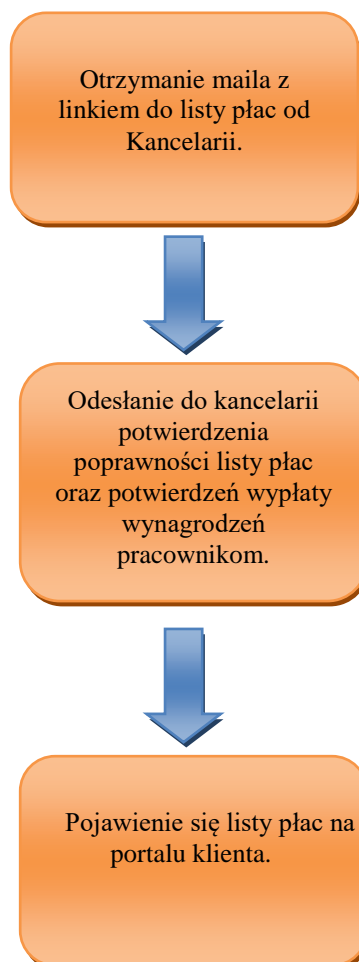 Otrzymanie maila z
linkiem do listy płac od
Kancelarii.
Odesłanie do kancelarii
potwierdzenia
poprawności listy płac
oraz potwierdzeń wypłaty
wynagrodzeń
pracownikom.
Pojawienie się listy płac na
portalu klienta.